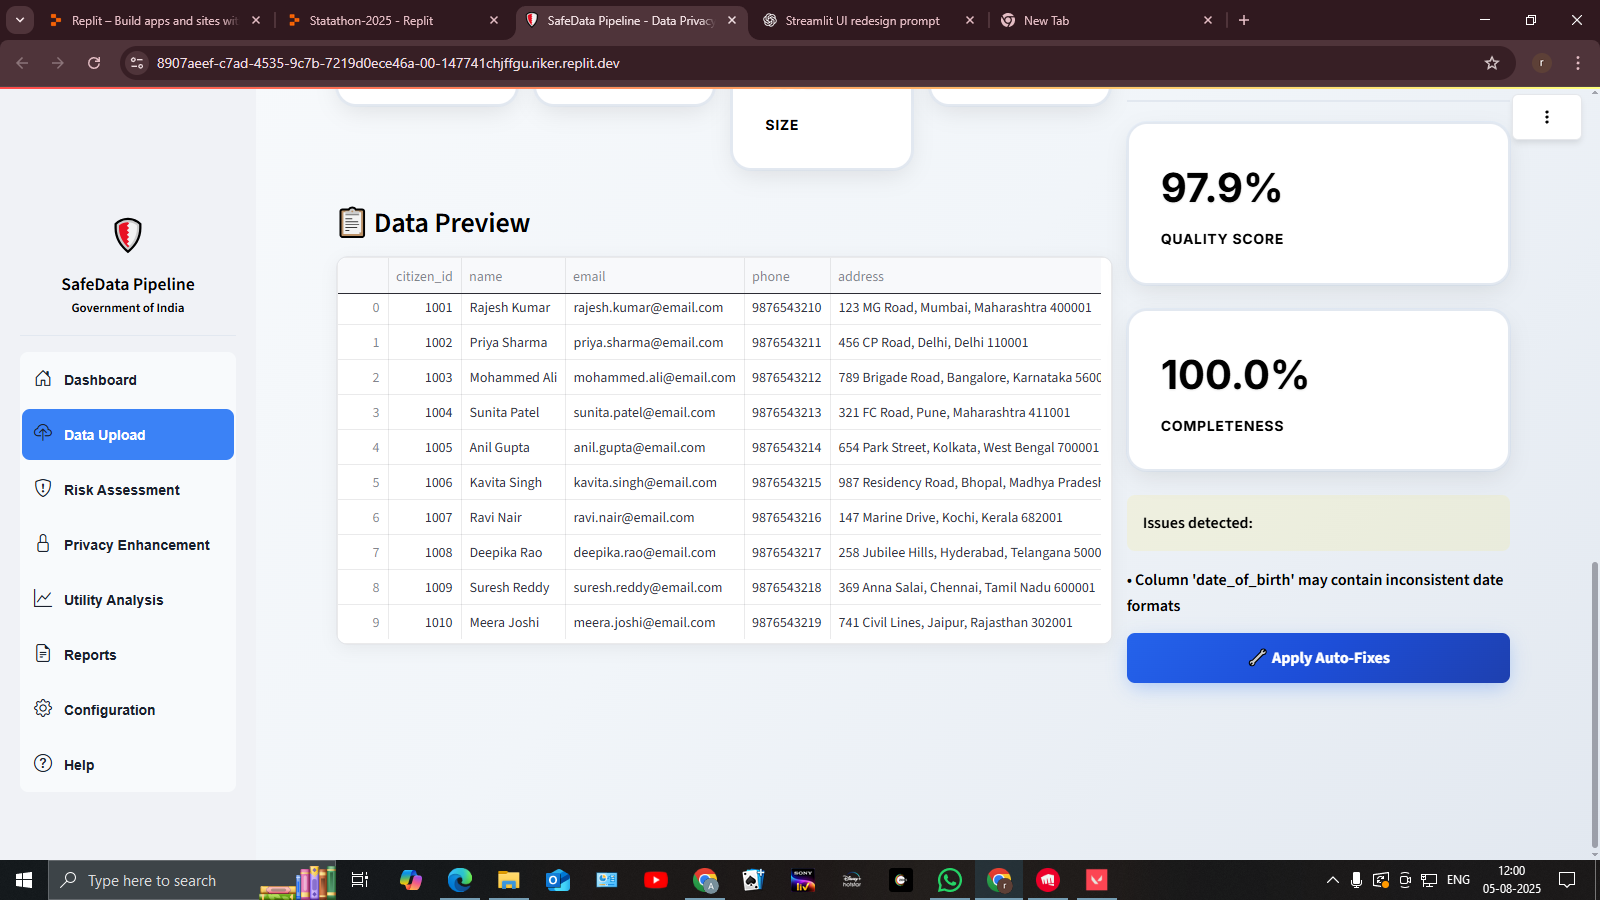 Replit – Build apps and sites wit
Statathon-2025 - Replit
SafeData Pipeline - Data Privacy
Streamlit UI redesign prompt
New Tab
8907aeef-c7ad-4535-9c7b-7219d0ece46a-00-147741chjffgu.riker.replit.dev
r
SafeData Pipeline
Government of India
Dashboard
Data Upload
Risk Assessment
Privacy Enhancement
Utility Analysis
Reports
Configuration
Help
SIZE
Data Preview
citizen_id name email phone address
0 1001 Rajesh Kumar rajesh.kumar@email.com 9876543210 123 MG Road, Mumbai, Maharashtra 400001
1 1002 Priya Sharma priya.sharma@email.com 9876543211 456 CP Road, Delhi, Delhi 110001
2 1003 Mohammed Ali mohammed.ali@email.com 9876543212 789 Brigade Road, Bangalore, Karnataka 5600
3 1004 Sunita Patel sunita.patel@email.com 9876543213 321 FC Road, Pune, Maharashtra 411001
4 1005 Anil Gupta anil.gupta@email.com 9876543214 654 Park Street, Kolkata, West Bengal 700001
5 1006 Kavita Singh kavita.singh@email.com 9876543215 987 Residency Road, Bhopal, Madhya Pradesh
6 1007 Ravi Nair ravi.nair@email.com 9876543216 147 Marine Drive, Kochi, Kerala 682001
7 1008 Deepika Rao deepika.rao@email.com 9876543217 258 Jubilee Hills, Hyderabad, Telangana 5000
8 1009 Suresh Reddy suresh.reddy@email.com 9876543218 369 Anna Salai, Chennai, Tamil Nadu 600001
9 1010 Meera Joshi meera.joshi@email.com 9876543219 741 Civil Lines, Jaipur, Rajasthan 302001
97.9%
QUALITY SCORE
100.0%
COMPLETENESS
Issues detected:
• Column 'date_of_birth' may contain inconsistent date
formats
Apply Auto-Fixes
Type here to search
ENG
12:00
05-08-2025